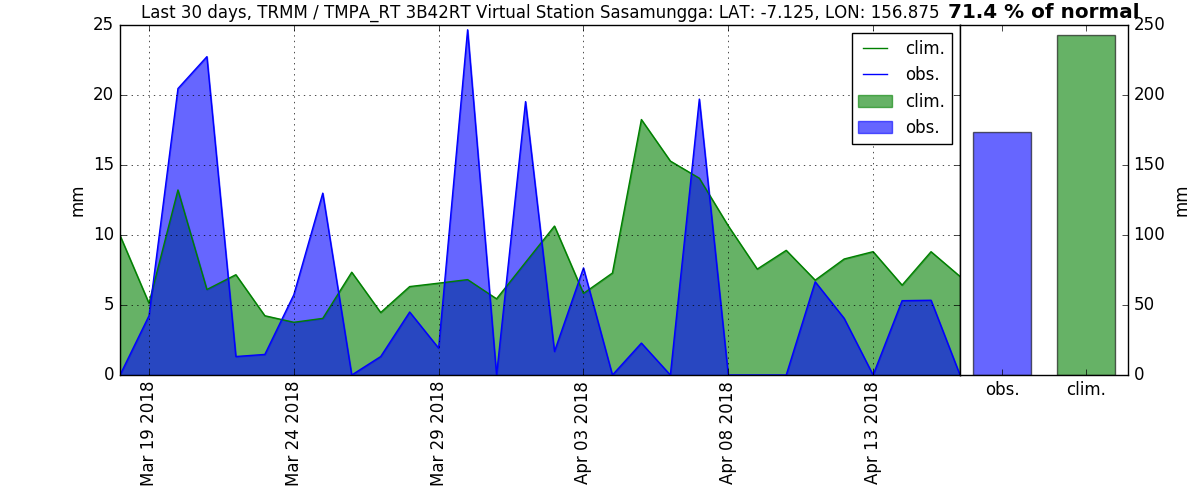 Last 30 days, TRMM / TMPA_RT 3B42RT Virtual Station Sasamungga: LAT: -7.125, LON: 156.875 71.4 % of normal
25
20
15
10
5
0
mm
clim.
obs.
clim.
obs.
250
200
150
100
50
0
mm
obs.
clim.
Mar 19 2018
Mar 24 2018
Mar 29 2018
Apr 03 2018
Apr 08 2018
Apr 13 2018